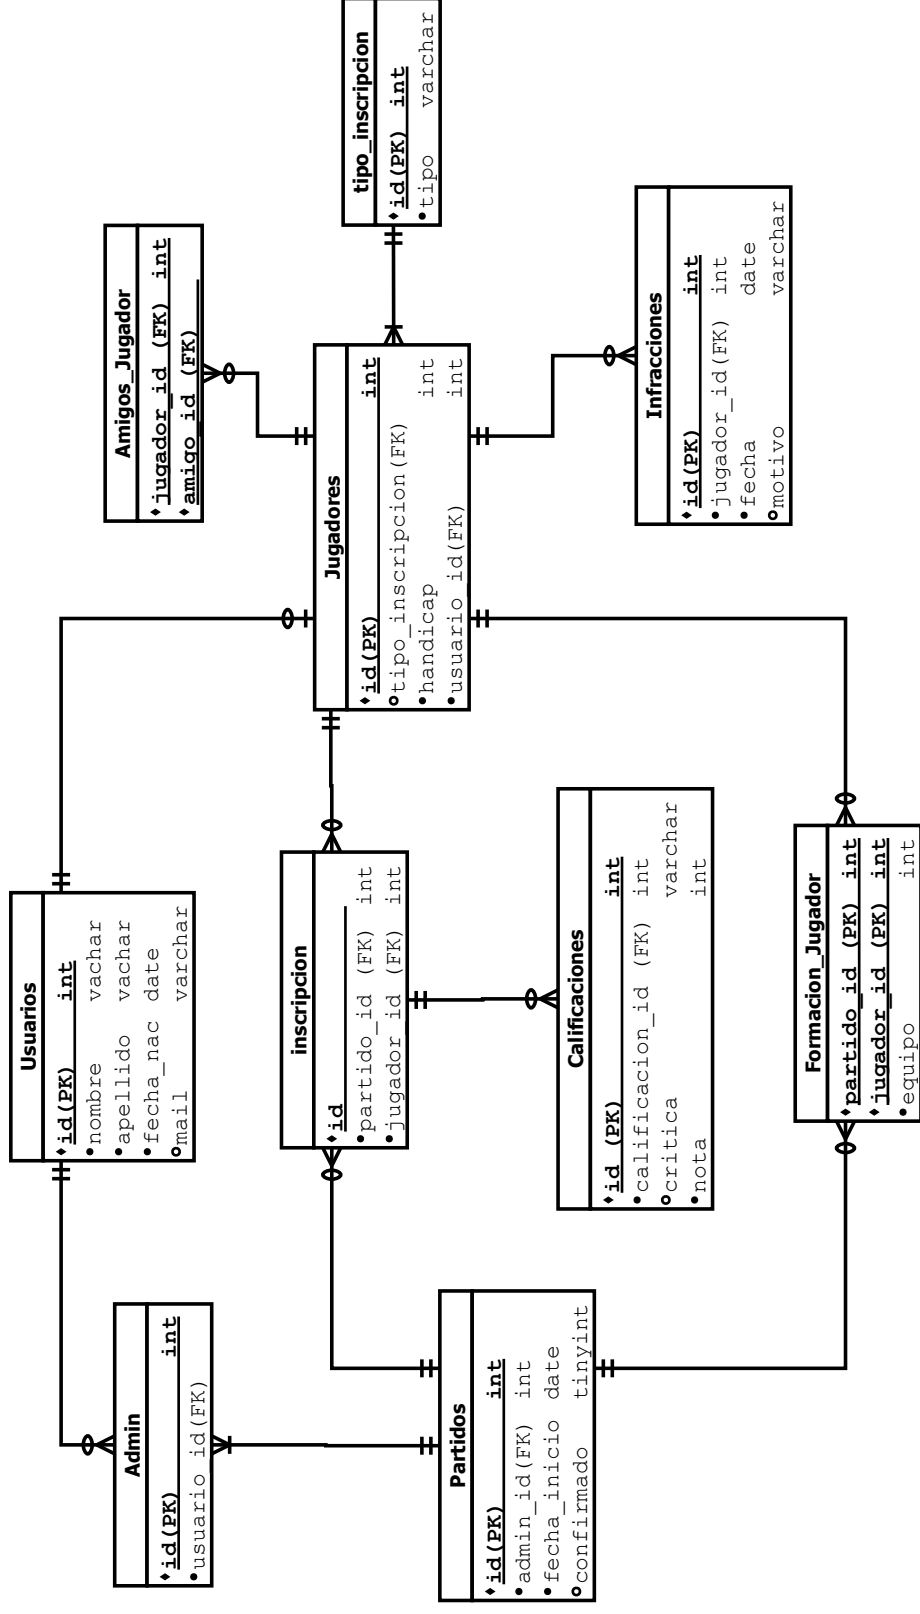 Usuarios
id(PK) int
nombre vachar
apellido vachar
fecha_nac date
mail varchar
Admin
id(PK) int
usuario_id(FK)
Amigos_Jugador
jugador_id (FK) int
amigo_id (FK)
inscripcion
id
partido_id (FK) int
jugador_id (FK) int
Jugadores
id(PK) int
tipo_inscripcion(FK)
handicap int
usuario_id(FK) int
tipo_inscripcion
id(PK) int
tipo varchar
Partidos
id(PK) int
admin_id(FK) int
fecha_inicio date
confirmado tinyint
Calificaciones
id (PK) int
calificacion_id (FK) int
critica varchar
nota int
Infracciones
id(PK) int
jugador_id(FK) int
fecha date
motivo varchar
Formacion_Jugador
partido_id (PK) int
jugador_id (PK) int
equipo int